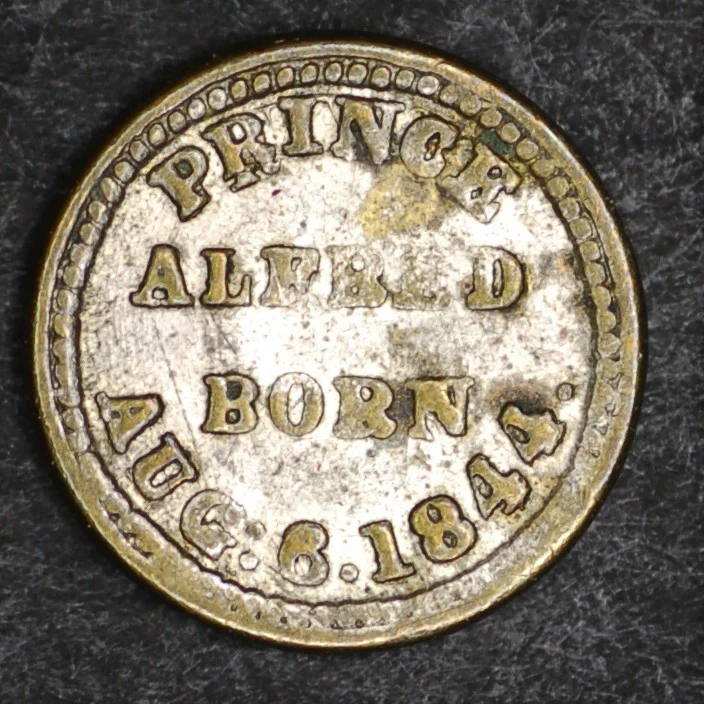 PRINCE
ALFRED
BORN
AUG: 6.1844.